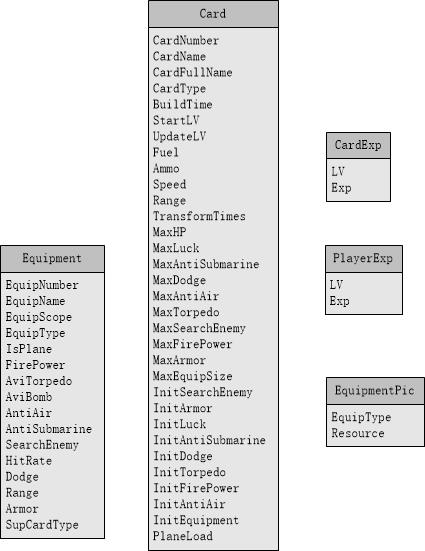 Card
CardNumber
CardName
CardFullName
CardType
BuildTime
StartLV
UpdateLV
Fuel
Ammo
Speed
Range
TransformTimes
MaxHP
MaxLuck
MaxAntiSubmarine
MaxDodge
MaxAntiAir
MaxTorpedo
MaxSearchEnemy
MaxFirePower
MaxArmor
MaxEquipSize
InitSearchEnemy
InitArmor
InitLuck
InitAntiSubmarine
InitDodge
InitTorpedo
InitFirePower
InitAntiAir
InitEquipment
PlaneLoad
Equipment
EquipNumber
EquipName
EquipScope
EquipType
IsPlane
FirePower
AviTorpedo
AviBomb
AntiAir
AntiSubmarine
SearchEnemy
HitRate
Dodge
Range
Armor
SupCardType
CardExp
LV
Exp
PlayerExp
LV
Exp
EquipmentPic
EquipType
Resource